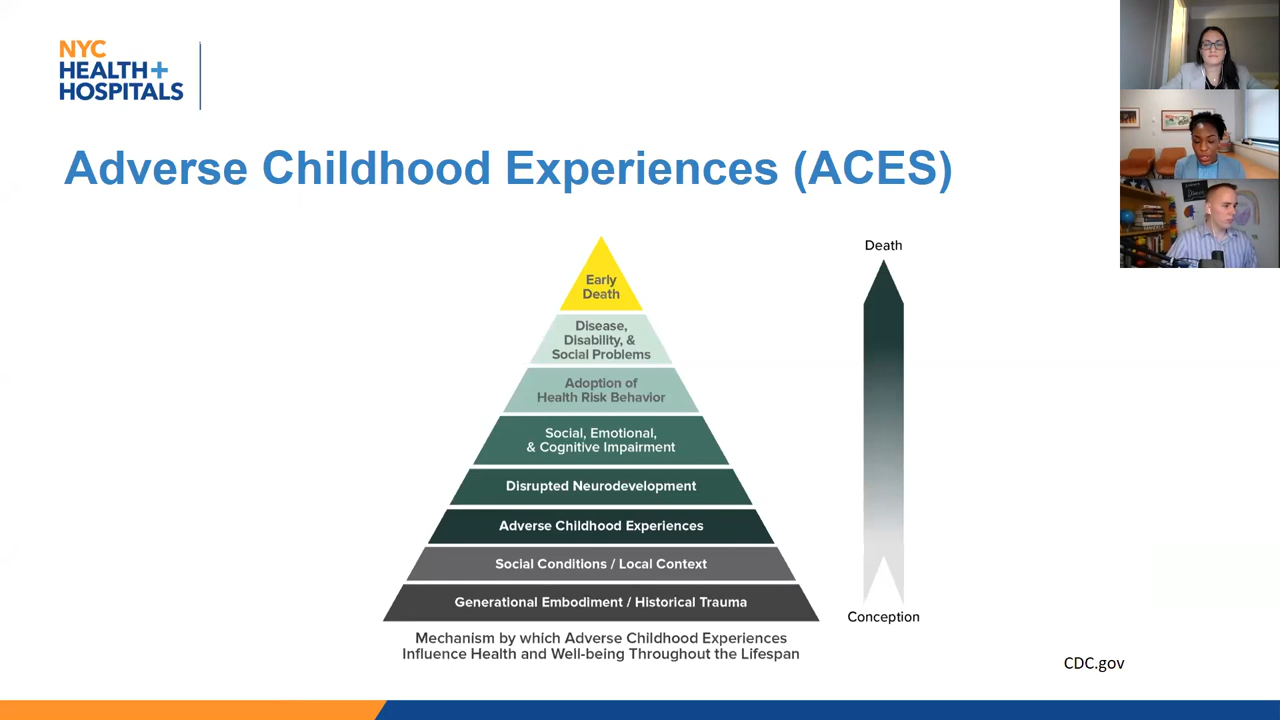 NYC
HEALTH+
HOSPITALS
Adverse Childhood Experiences (ACES)
Early
Death
Disease,
Disability, &
Social Problems
Adoption of
Health Risk Behavior
Social, Emotional,
& Cognitive Impairment
Disrupted Neurodevelopment
Adverse Childhood Experiences
Social Conditions / Local Context
Generational Embodiment / Historical Trauma
Mechanism by which Adverse Childhood Experiences
Influence Health and Well-being Throughout the Lifespan
Death
Conception
CDC.gov